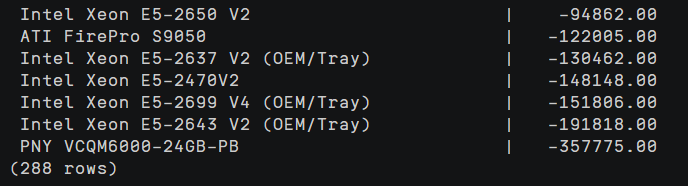 Intel Xeon E5-2650 V2 | -94862.00
ATI FirePro S9050 | -122005.00
Intel Xeon E5-2637 V2 (OEM/Tray) | -130462.00
Intel Xeon E5-2470V2 | -148148.00
Intel Xeon E5-2699 V4 (OEM/Tray) | -151806.00
Intel Xeon E5-2643 V2 (OEM/Tray) | -191818.00
PNY VCQM6000-24GB-PB | -357775.00
(288 rows)